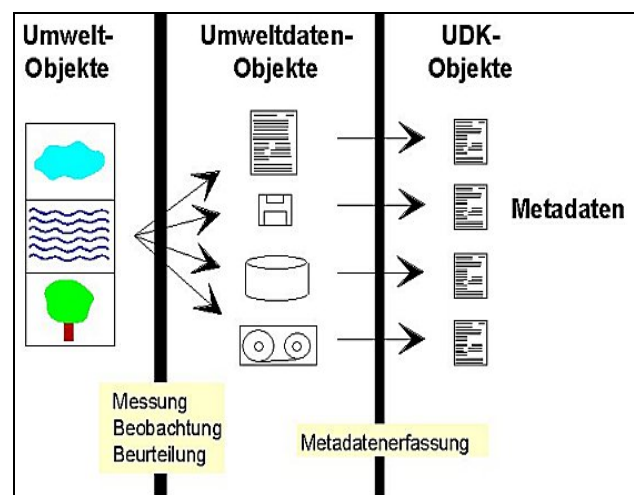 Umwelt-
Objekte
Umweltdaten-
Objekte
UDK-
Objekte
Metadaten
Messung
Beobachtung
Beurteilung
Metadatenerfassung